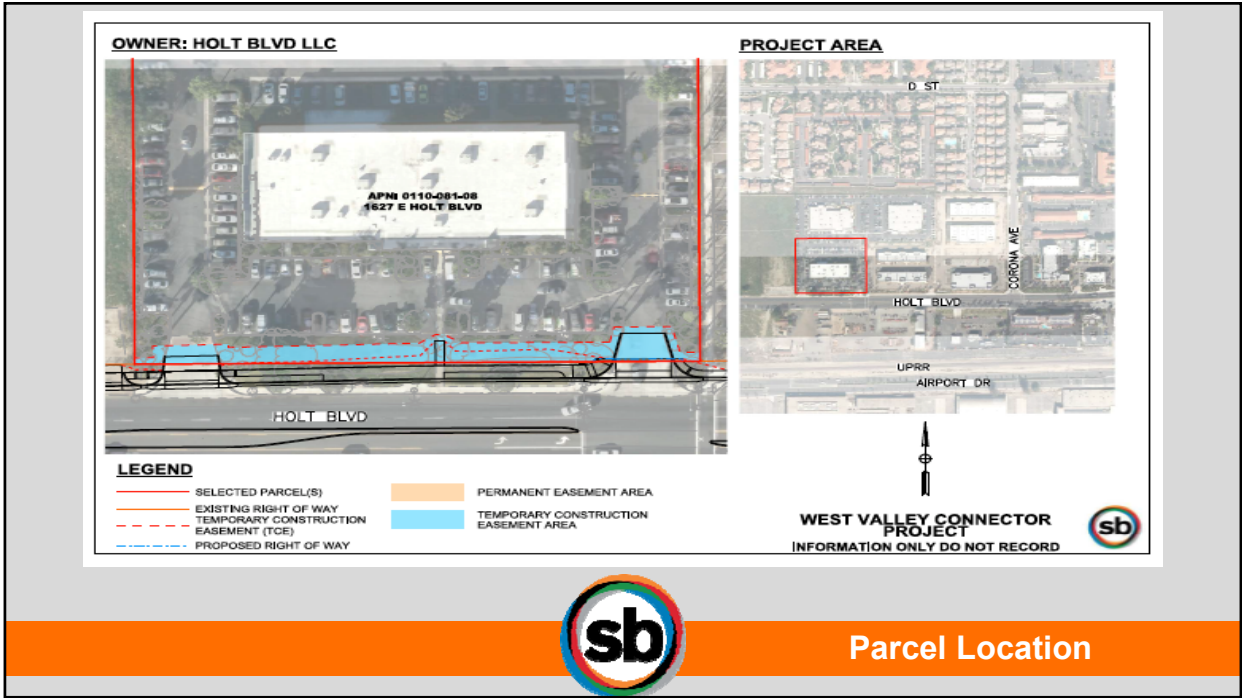 OWNER: HOLT BLVD LLC
APN: 0110-081-08
1627 E HOLT BLVD
HOLT BLVD
PROJECT AREA
D ST
CORONA AVE
HOLT BLVD
UPRR
AIRPORT DR
LEGEND
SELECTED PARCEL(S)
EXISTING RIGHT OF WAY
TEMPORARY CONSTRUCTION
EASEMENT (TCE)
PROPOSED RIGHT OF WAY
PERMANENT EASEMENT AREA
TEMPORARY CONSTRUCTION
EASEMENT AREA
WEST VALLEY CONNECTOR
PROJECT
INFORMATION ONLY DO NOT RECORD
sb
sb
Parcel Location